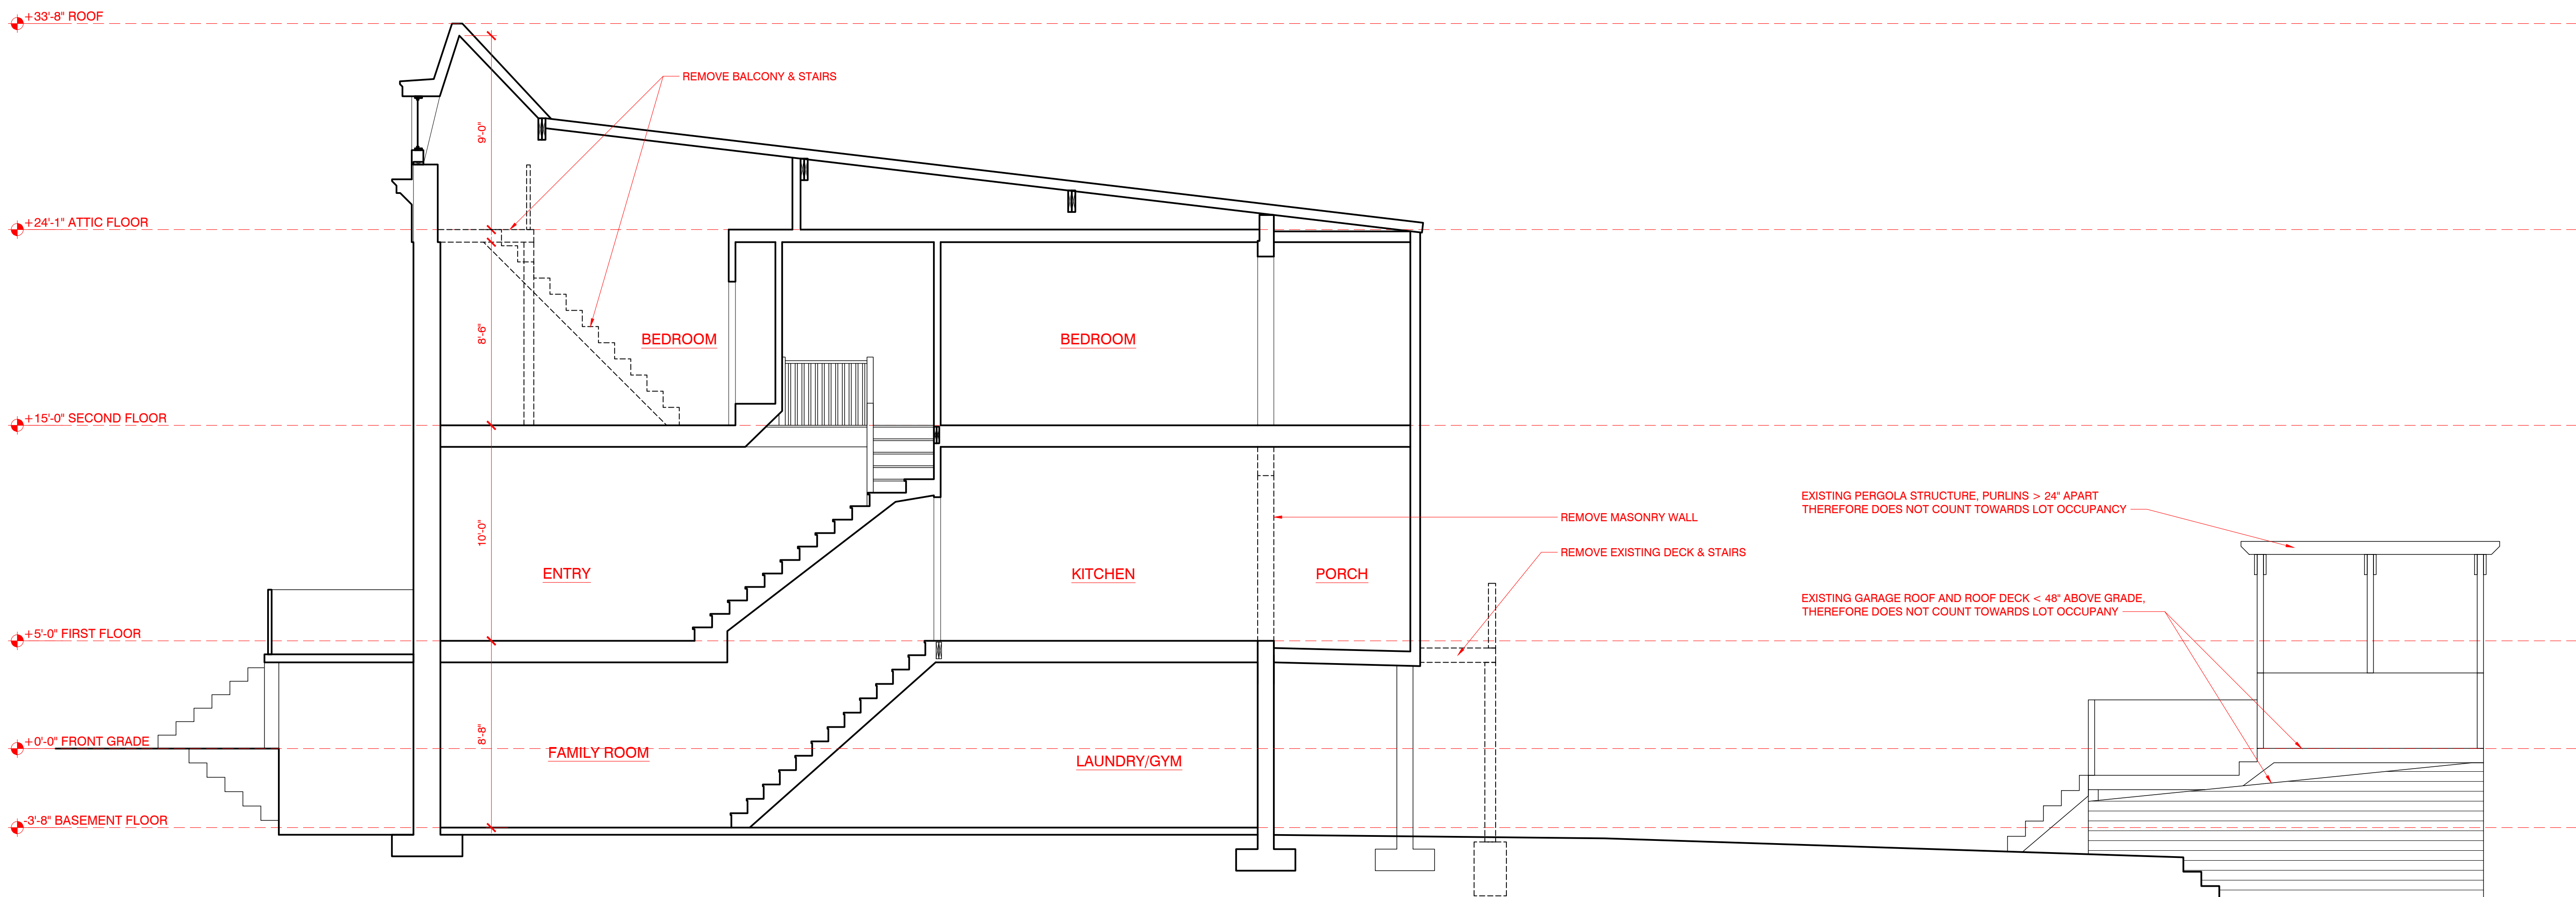 +33'-8" ROOF
REMOVE BALCONY & STAIRS
9'-0"
+24'-1" ATTIC FLOOR
8'-6"
BEDROOM
BEDROOM
+15'-0" SECOND FLOOR
EXISTING PERGOLA STRUCTURE, PURLINS > 24" APART
THEREFORE DOES NOT COUNT TOWARDS LOT OCCUPANCY
REMOVE MASONRY WALL
10'-0"
REMOVE EXISTING DECK & STAIRS
ENTRY
KITCHEN
PORCH
EXISTING GARAGE ROOF AND ROOF DECK < 48" ABOVE GRADE,
THEREFORE DOES NOT COUNT TOWARDS LOT OCCUPANY
+5'-0" FIRST FLOOR
8'-8"
+0'-0" FRONT GRADE
FAMILY ROOM
LAUNDRY/GYM
-3'-8" BASEMENT FLOOR